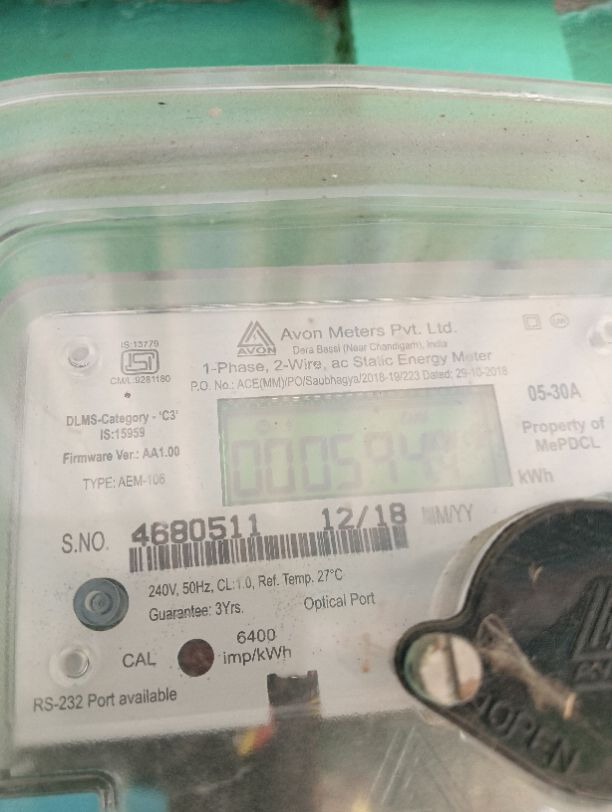 IS:13779
CM/L:9281180
AVON
Avon Meters Pvt. Ltd.
Dera Bassi (Near Chandigarh), India
1-Phase, 2-Wire, ac Static Energy Meter
P.O. No.: ACE(MM)/PO/Saubhagya/2018-19/223 Dated: 29-10-2018
05-30A
DLMS-Category - 'C3'
IS:15959
Firmware Ver.: AA1.00
TYPE: AEM-106
Property of
MePDCL
kWh
S.NO. 4680511 12/18 MM/YY
240V, 50Hz, CL:1.0, Ref. Temp. 27°C
Guarantee: 3Yrs.
Optical Port
CAL
6400
imp/kWh
RS-232 Port available
OPEN